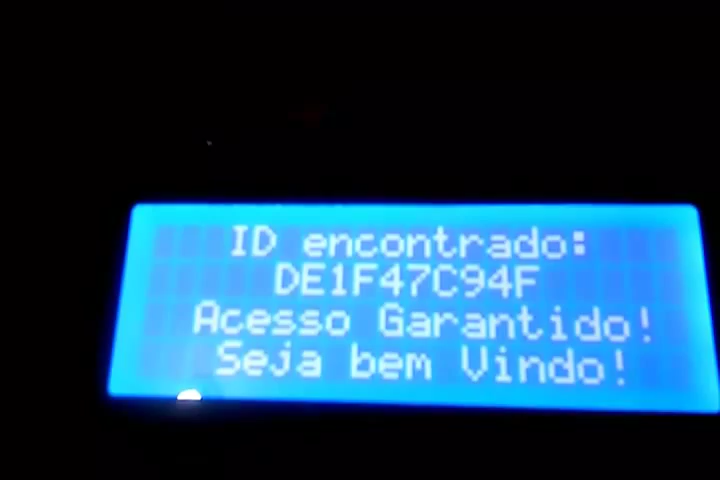 ID encontrado:
DE1F47C94F
Acesso Garantido!
Seja bem Vindo!